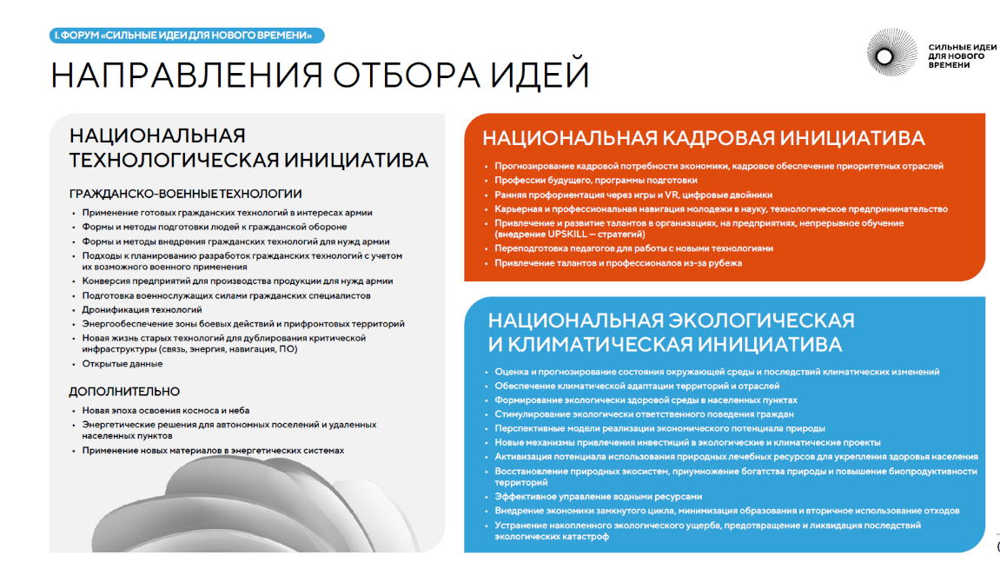 I. ФОРУМ «СИЛЬНЫЕ ИДЕИ ДЛЯ НОВОГО ВРЕМЕНИ»
НАПРАВЛЕНИЯ ОТБОРА ИДЕЙ
СИЛЬНЫЕ ИДЕИ
ДЛЯ НОВОГО
ВРЕМЕНИ
НАЦИОНАЛЬНАЯ
ТЕХНОЛОГИЧЕСКАЯ ИНИЦИАТИВА
ГРАЖДАНСКО-ВОЕННЫЕ ТЕХНОЛОГИИ
• Применение готовых гражданских технологий в интересах армии
• Формы и методы подготовки людей к гражданской обороне
• Формы и методы внедрения гражданских технологий для нужд армии
• Подходы к планированию разработок гражданских технологий с учетом
их возможного военного применения
• Конверсия предприятий для производства продукции для нужд армии
• Подготовка военнослужащих силами гражданских специалистов
• Дронификация технологий
• Энергообеспечение зоны боевых действий и прифронтовых территорий
• Новая жизнь старых технологий для дублирования критической
инфраструктуры (связь, энергия, навигация, ПО)
• Открытые данные
ДОПОЛНИТЕЛЬНО
• Новая эпоха освоения космоса и неба
• Энергетические решения для автономных поселений и удаленных
населенных пунктов
• Применение новых материалов в энергетических системах
НАЦИОНАЛЬНАЯ КАДРОВАЯ ИНИЦИАТИВА
• Прогнозирование кадровой потребности экономики, кадровое обеспечение приоритетных отраслей
• Профессии будущего, программы подготовки
• Ранняя профориентация через игры и VR, цифровые двойники
• Карьерная и профессиональная навигация молодежи в науку, технологическое предпринимательство
• Привлечение и развитие талантов в организациях, на предприятиях, непрерывное обучение
(внедрение UPSKILL — стратегий)
• Переподготовка педагогов для работы с новыми технологиями
• Привлечение талантов и профессионалов из-за рубежа
НАЦИОНАЛЬНАЯ ЭКОЛОГИЧЕСКАЯ
И КЛИМАТИЧЕСКАЯ ИНИЦИАТИВА
• Оценка и прогнозирование состояния окружающей среды и последствий климатических изменений
• Обеспечение климатической адаптации территорий и отраслей
• Формирование экологически здоровой среды в населенных пунктах
• Стимулирование экологически ответственного поведения граждан
• Перспективные модели реализации экономического потенциала природы
• Новые механизмы привлечения инвестиций в экологические и климатические проекты
• Активизация потенциала использования природных лечебных ресурсов для укрепления здоровья населения
• Восстановление природных экосистем, приумножение богатства природы и повышение биопродуктивности
территорий
• Эффективное управление водными ресурсами
• Внедрение экономики замкнутого цикла, минимизация образования и вторичное использование отходов
• Устранение накопленного экологического ущерба, предотвращение и ликвидация последствий
экологических катастроф